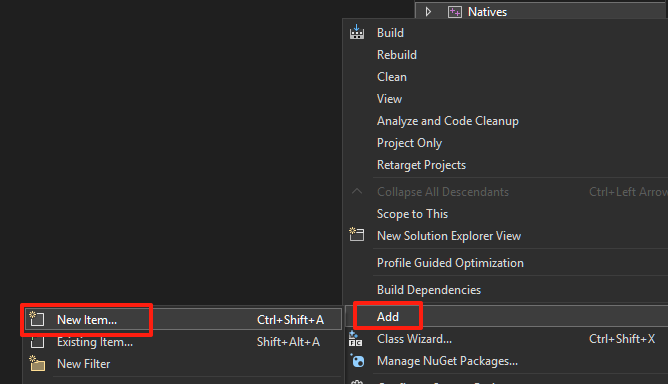 Natives
Build
Rebuild
Clean
View
Analyze and Code Cleanup
Project Only
Retarget Projects
Collapse All Descendants Ctrl+Left Arrow
Scope to This
New Solution Explorer View
Profile Guided Optimization
Build Dependencies
Add
New Item... Ctrl+Shift+A
Class Wizard... Ctrl+Shift+X
Existing Item... Shift+Alt+A
Manage NuGet Packages...
New Filter